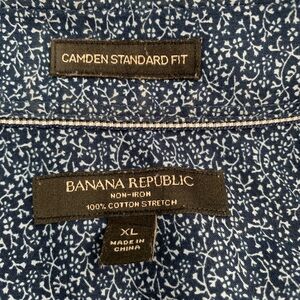 CAMDEN STANDARD FIT
BANANA REPUBLIC
NON-IRON
100% COTTON STRETCH
XL
MADE IN
CHINA